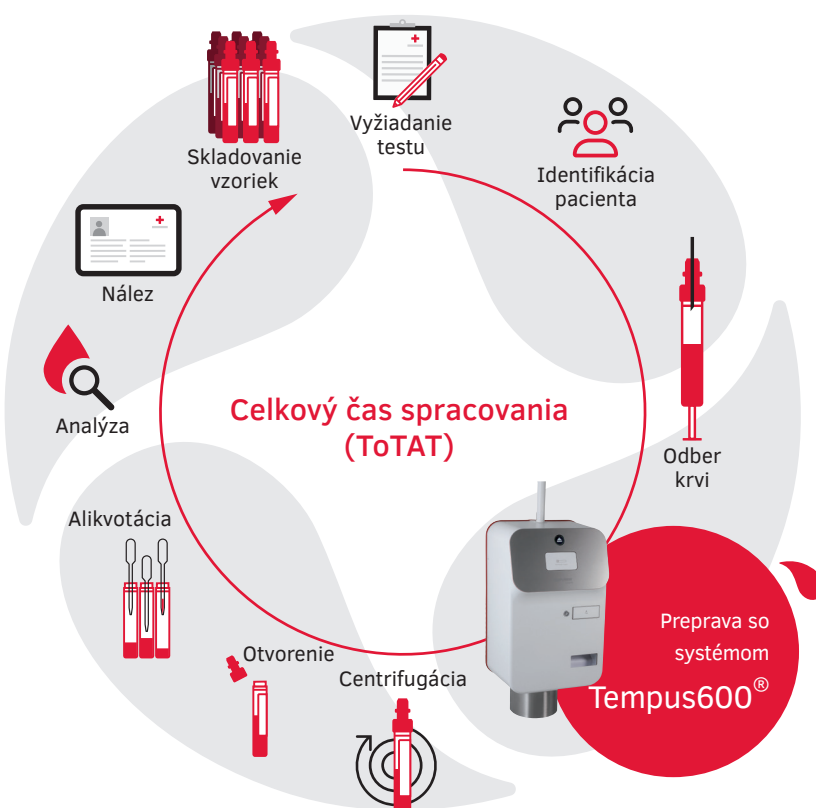 Vyžiadanie
testu
Identifikácia
pacienta
Odber
krvi
Preprava so
systémom
Tempus600®
Centrifugácia
Otvorenie
Alikvotácia
Analýza
Nález
Skladovanie
vzoriek
Celkový čas spracovania
(ToTAT)